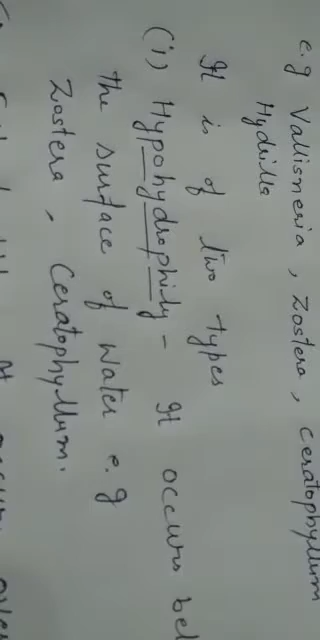 e.g Vallisneria, Zostera, Ceratophyllum
Hydrilla
It is of two types
(i) Hypohydrophily - It occurs bel
the surface of water e.g
Zostera, Ceratophyllum.